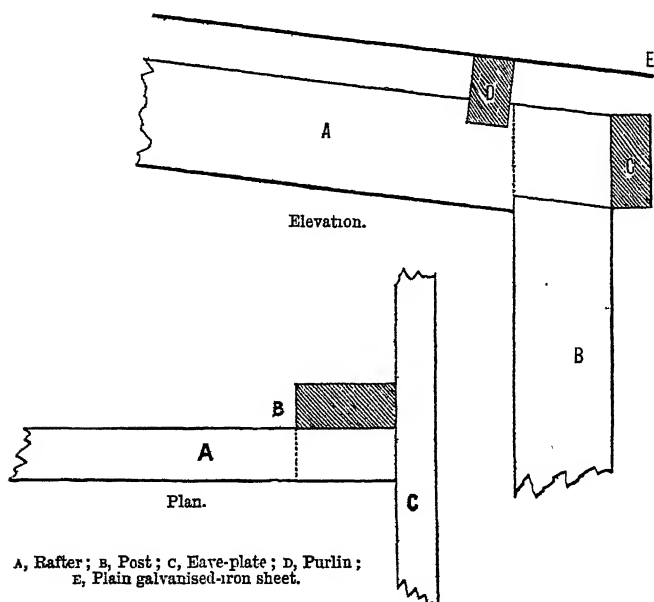 E
D
A
C
Elevation.
B
B
A
C
Plan.
A, Rafter; B, Post; C, Eave-plate; D, Purlin;
E, Plain galvanised-iron sheet.